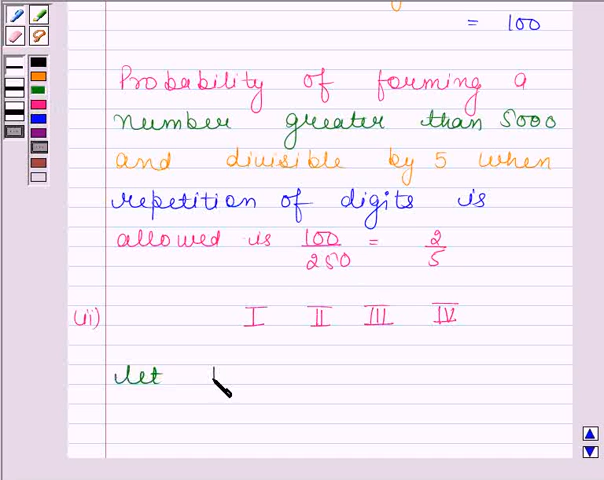 = 100
Probability of forming a
number greater than 5000
and divisible by 5 when
repetition of digits is
allowed is 100/250 = 2/5
(ii) I II III IV
Let